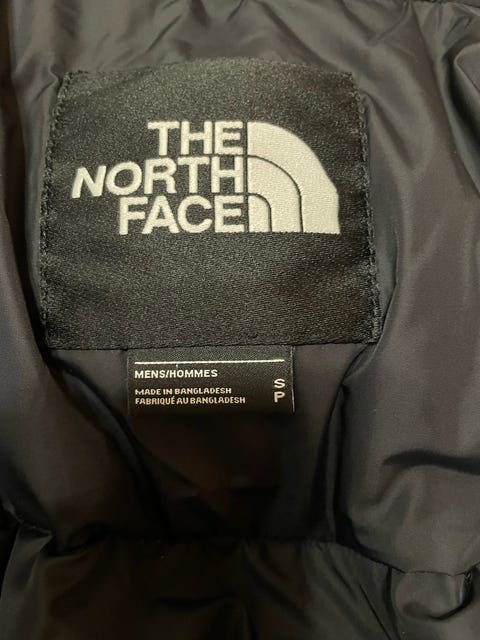 THE
NORTH
FACE
MENS/HOMMES
MADE IN BANGLADESH
FABRIQUÉ AU BANGLADESH
S
P